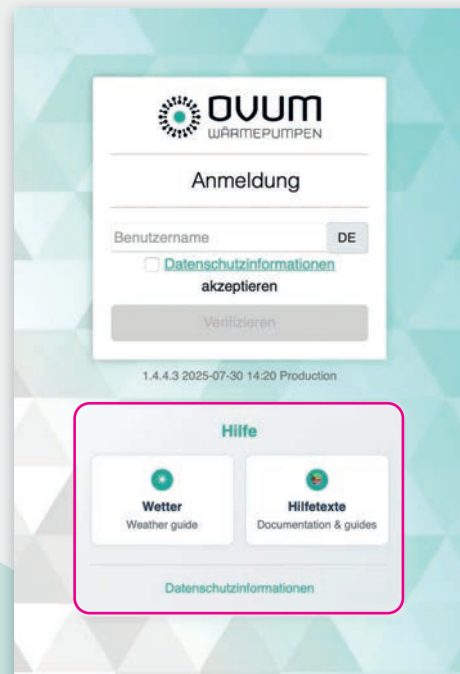 OVUM
WÄRMEPUMPEN
Anmeldung
Benutzername
DE
Datenschutzinformationen
akzeptieren
Verifizieren
1.4.4.3 2025-07-30 14:20 Production
Hilfe
Wetter
Weather guide
Hilfetexte
Documentation & guides
Datenschutzinformationen